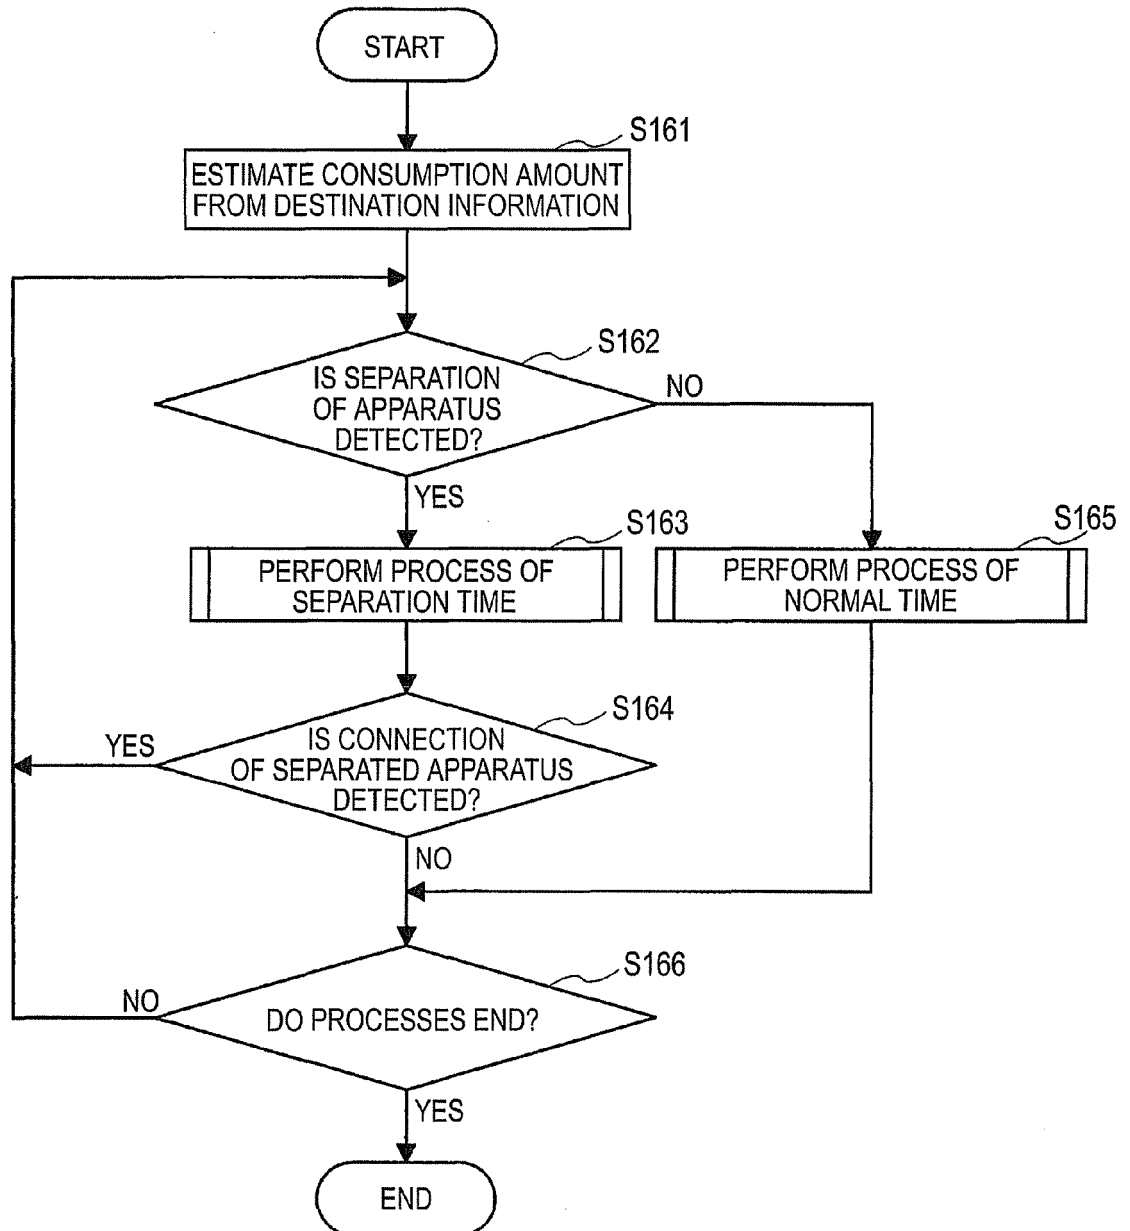 START
S161
ESTIMATE CONSUMPTION AMOUNT
FROM DESTINATION INFORMATION
S162
IS SEPARATION
OF APPARATUS
DETECTED?
NO
YES
S163
PERFORM PROCESS OF
SEPARATION TIME
S165
PERFORM PROCESS OF
NORMAL TIME
S164
IS CONNECTION
OF SEPARATED APPARATUS
DETECTED?
YES
NO
S166
DO PROCESSES END?
NO
YES
END